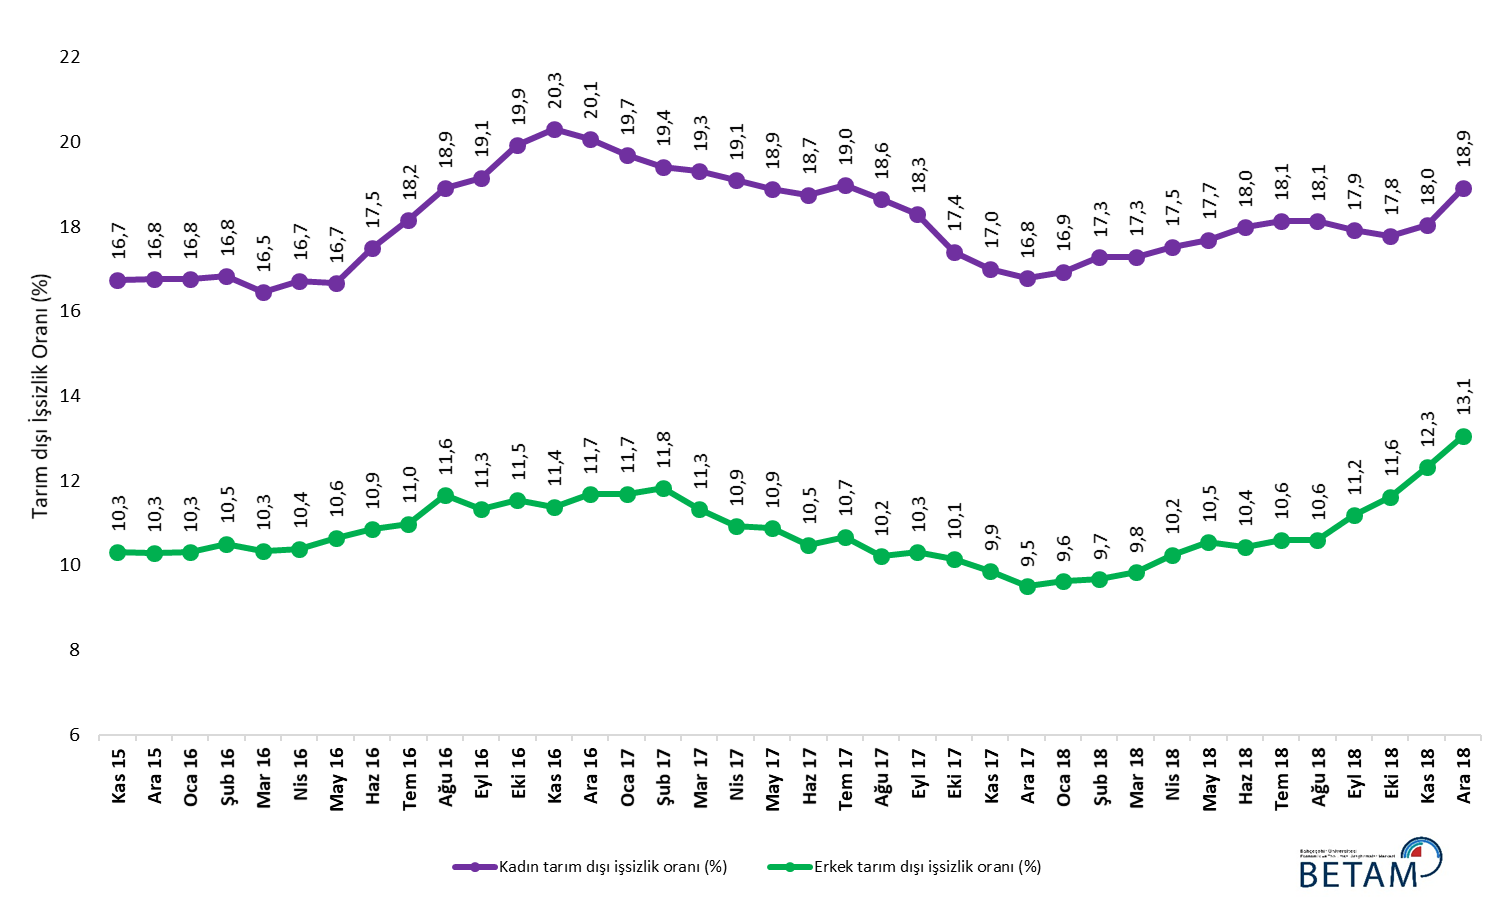 22
20
18
16
14
12
10
8
6
Tarım dışı İşsizlik Oranı (%)
16,7 16,8 16,8 16,8 16,5 16,7 16,7 17,5 18,2 18,9 19,1 19,9 20,3 20,1 19,7 19,4 19,3 19,1 18,9 18,7 19,0 18,6 18,3 17,4 17,0 16,8 16,9 17,3 17,3 17,5 17,7 18,0 18,1 18,1 17,9 17,8 18,0 18,9
10,3 10,3 10,3 10,5 10,3 10,4 10,6 10,9 11,0 11,6 11,3 11,5 11,4 11,7 11,7 11,8 11,3 10,9 10,9 10,5 10,7 10,2 10,3 10,1 9,9 9,5 9,6 9,7 9,8 10,2 10,5 10,4 10,6 10,6 11,2 11,6 12,3 13,1
Kas 15 Ara 15 Oca 16 Şub 16 Mar 16 Nis 16 May 16 Haz 16 Tem 16 Ağu 16 Eyl 16 Eki 16 Kas 16 Ara 16 Oca 17 Şub 17 Mar 17 Nis 17 May 17 Haz 17 Tem 17 Ağu 17 Eyl 17 Eki 17 Kas 17 Ara 17 Oca 18 Şub 18 Mar 18 Nis 18 May 18 Haz 18 Tem 18 Ağu 18 Eyl 18 Eki 18 Kas 18 Ara 18
Kadın tarım dışı işsizlik oranı (%) Erkek tarım dışı işsizlik oranı (%)
Bahçeşehir Üniversitesi
BETAM